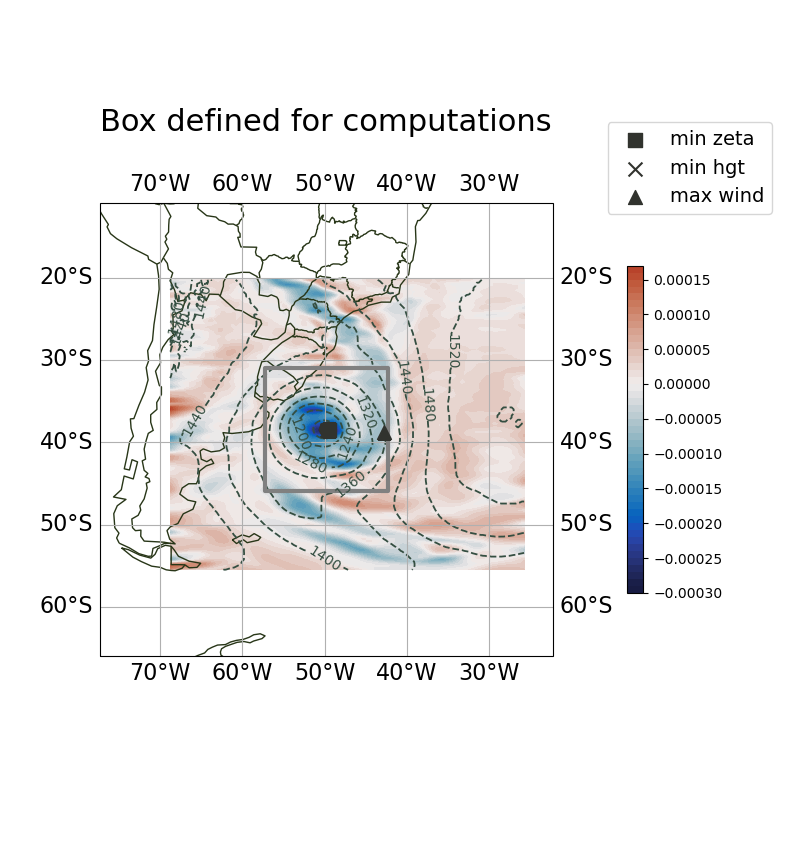 Box defined for computations
min zeta
min hgt
max wind
70°W 60°W 50°W 40°W 30°W
20°S 20°S
30°S 30°S
40°S 40°S
50°S 50°S
60°S 60°S
70°W 60°W 50°W 40°W 30°W
0.00015
0.00010
0.00005
0.00000
−0.00005
−0.00010
−0.00015
−0.00020
−0.00025
−0.00030
1520
1440
1480
1440
1320
1200
1240
1280
1360
1400